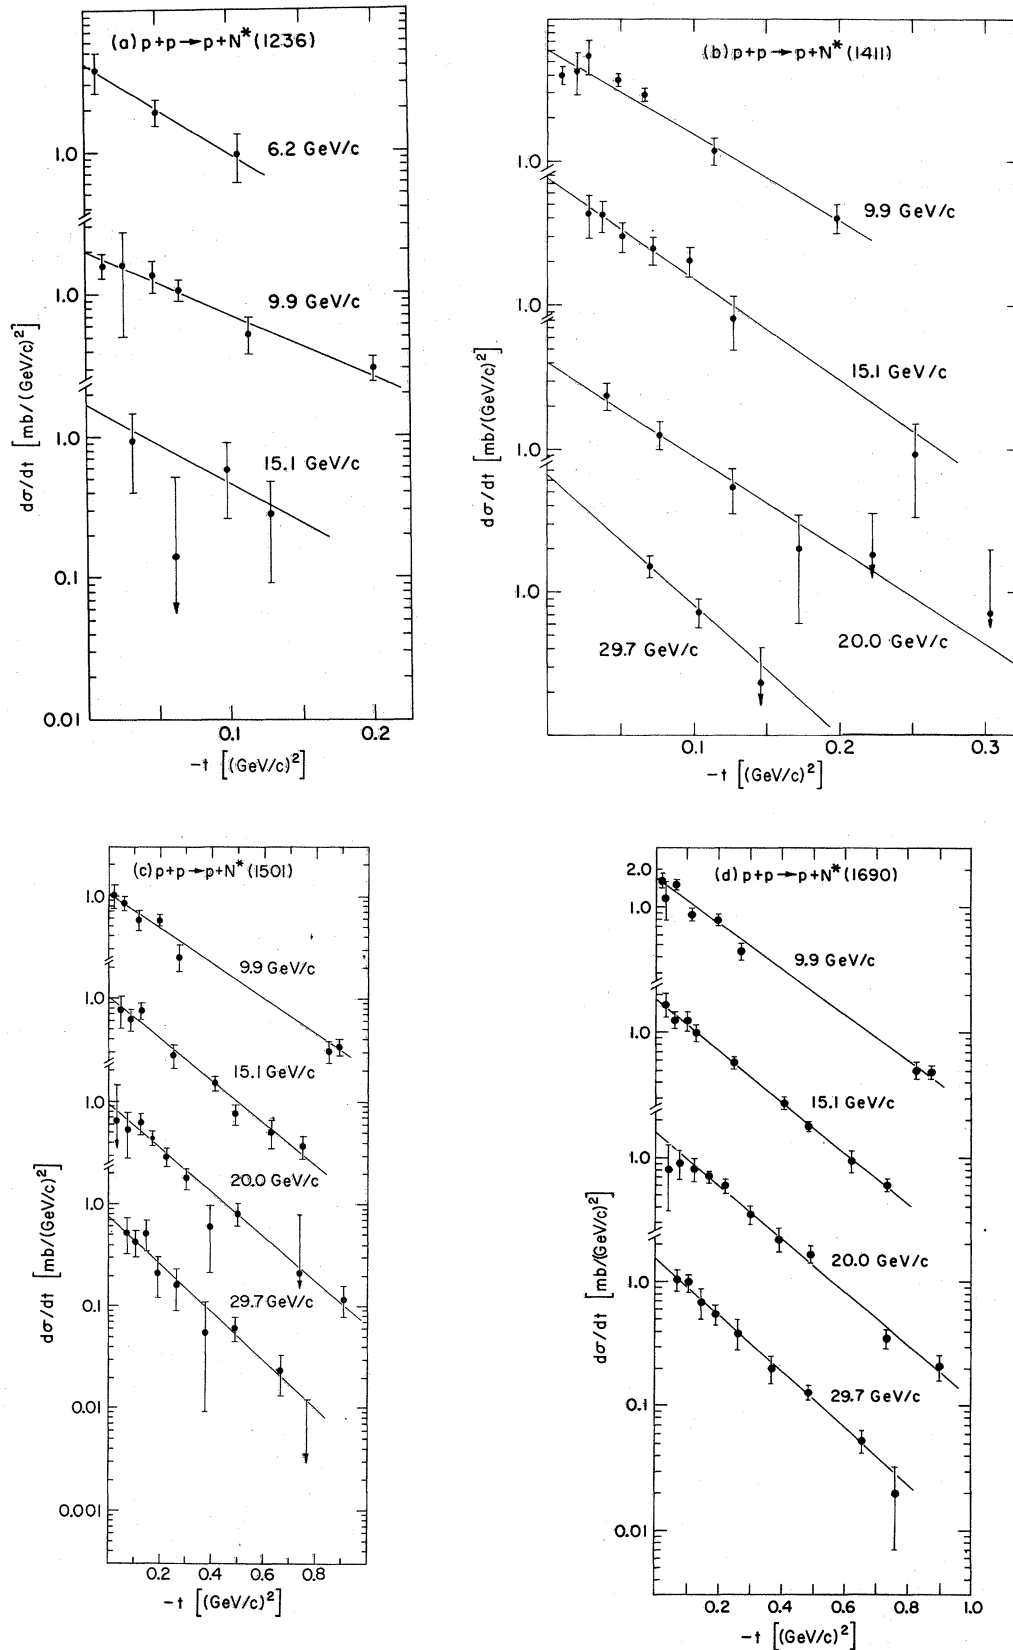 (a) p+p→p+N*(1236)
1.0
6.2 GeV/c
1.0
9.9 GeV/c
1.0
15.1 GeV/c
0.1
0.01
0.1
0.2
dσ/dt [mb/(GeV/c)²]
-t [(GeV/c)²]
(b) p+p→p+N*(1411)
1.0
9.9 GeV/c
1.0
15.1 GeV/c
1.0
1.0
20.0 GeV/c
29.7 GeV/c
0.1
0.2
0.3
dσ/dt [mb/(GeV/c)²]
-t [(GeV/c)²]
(c) p+p→p+N*(1501)
1.0
9.9 GeV/c
1.0
15.1 GeV/c
1.0
20.0 GeV/c
1.0
29.7 GeV/c
0.1
0.01
0.001
0.2
0.4
0.6
0.8
dσ/dt [mb/(GeV/c)²]
-t [(GeV/c)²]
(d) p+p→p+N*(1690)
2.0
1.0
9.9 GeV/c
1.0
15.1 GeV/c
1.0
20.0 GeV/c
1.0
29.7 GeV/c
0.1
0.01
0.2
0.4
0.6
0.8
1.0
dσ/dt [mb/(GeV/c)²]
-t [(GeV/c)²]